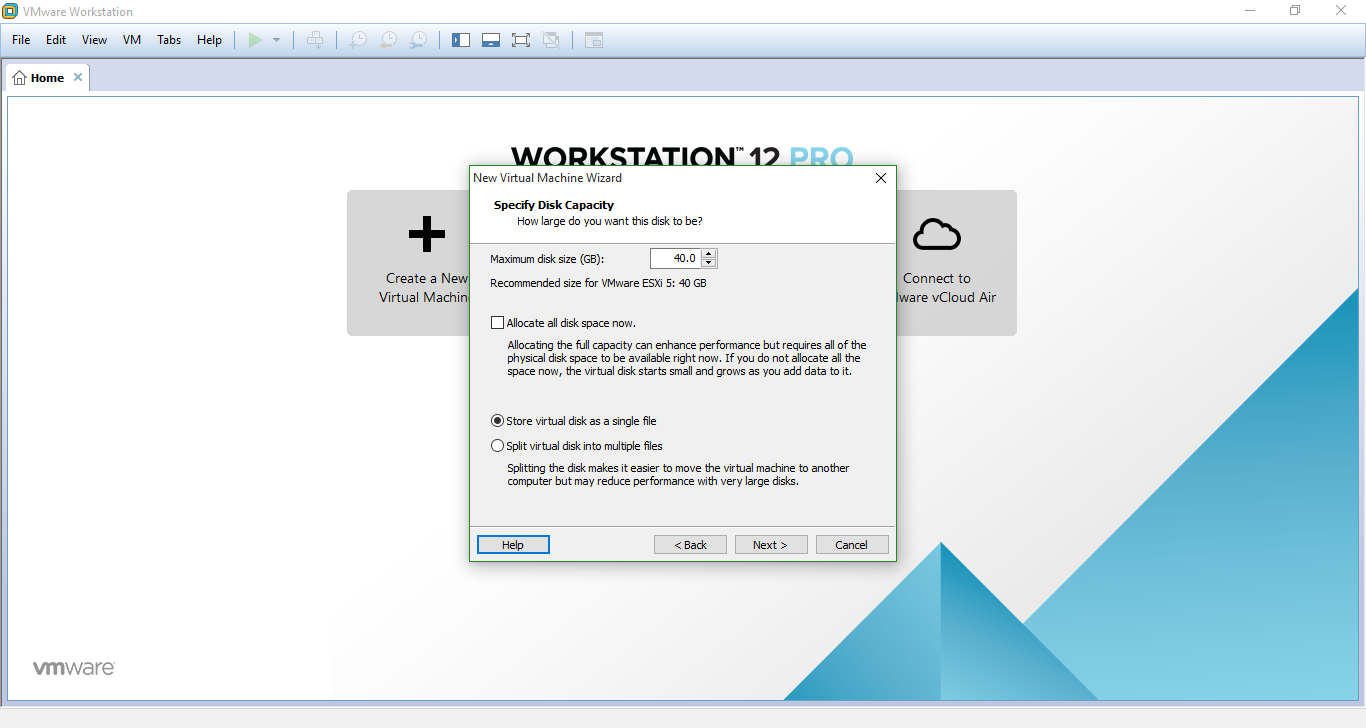 VMware Workstation
File Edit View VM Tabs Help
Home
WORKSTATION™ 12 PRO
Create a New
Virtual Machin
Connect to
ware vCloud Air
New Virtual Machine Wizard
Specify Disk Capacity
How large do you want this disk to be?
Maximum disk size (GB): 40.0
Recommended size for VMware ESXi 5: 40 GB
Allocate all disk space now.
Allocating the full capacity can enhance performance but requires all of the
physical disk space to be available right now. If you do not allocate all the
space now, the virtual disk starts small and grows as you add data to it.
Store virtual disk as a single file
Split virtual disk into multiple files
Splitting the disk makes it easier to move the virtual machine to another
computer but may reduce performance with very large disks.
Help < Back Next > Cancel
vmware